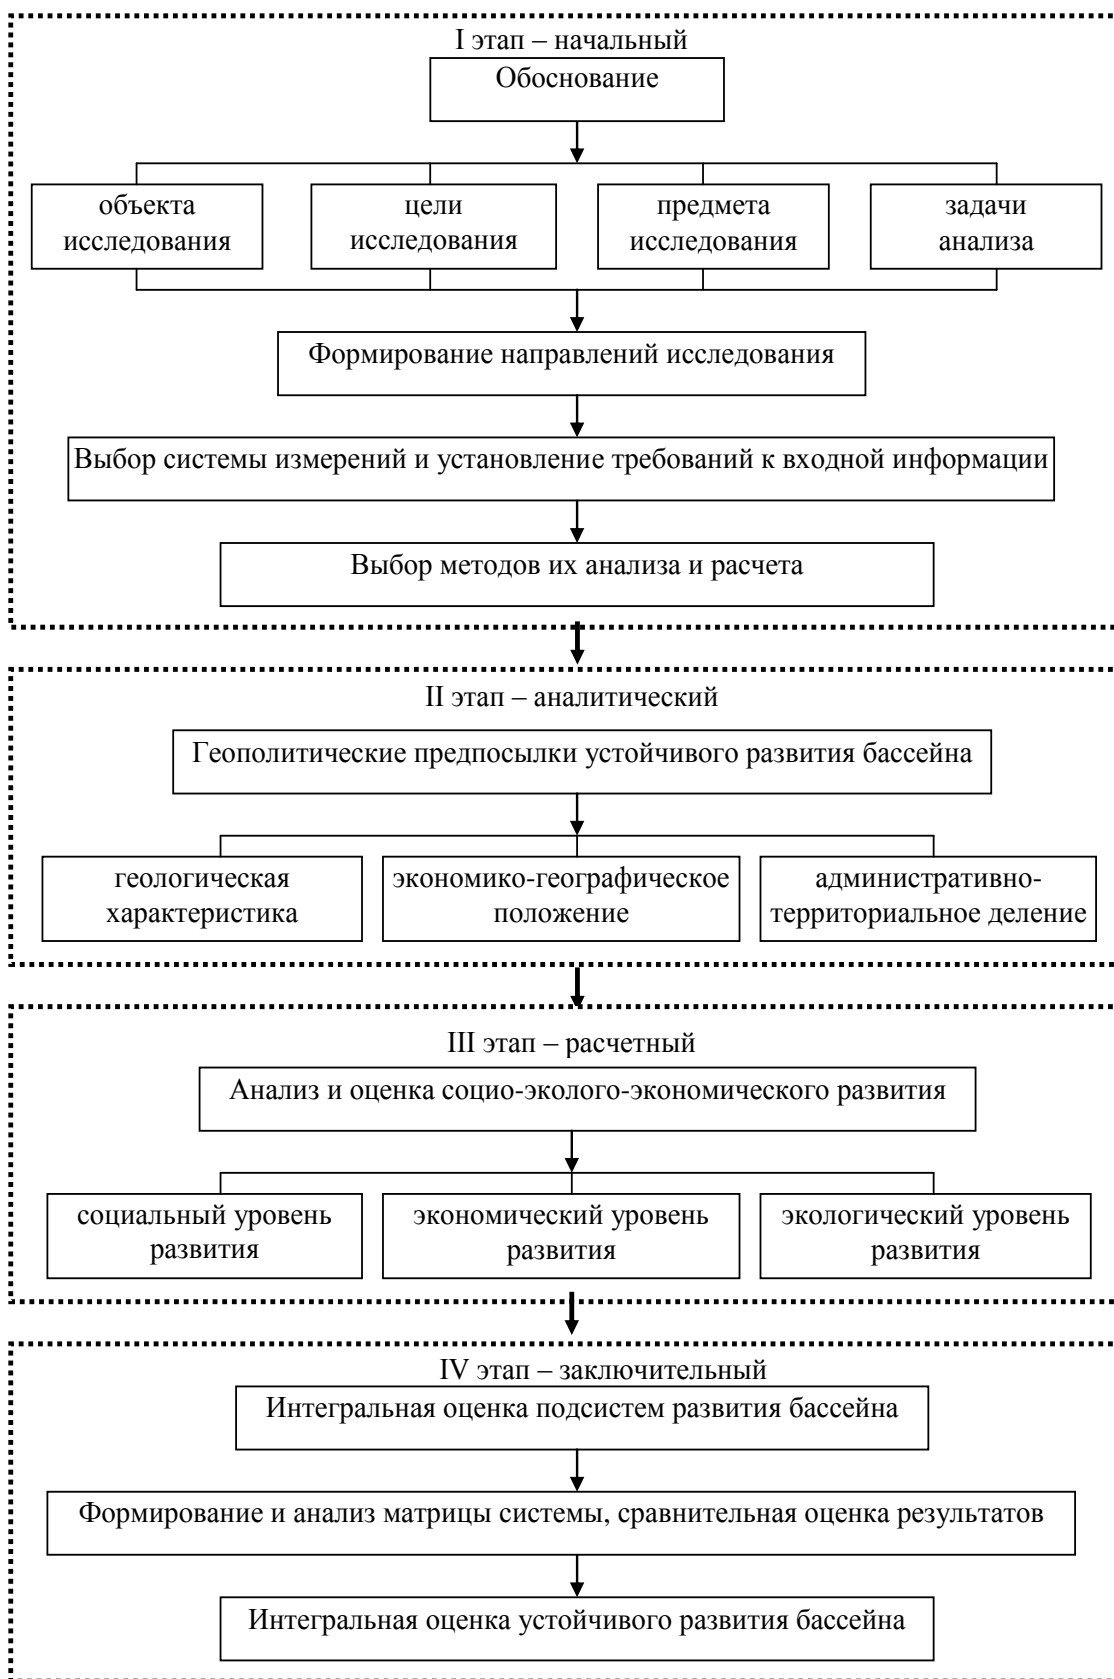 I этап – начальный
Обоснование
объекта
исследования
цели
исследования
предмета
исследования
задачи
анализа
Формирование направлений исследования
Выбор системы измерений и установление требований к входной информации
Выбор методов их анализа и расчета
II этап – аналитический
Геополитические предпосылки устойчивого развития бассейна
геологическая
характеристика
экономико-географическое
положение
административно-
территориальное деление
III этап – расчетный
Анализ и оценка социо-эколого-экономического развития
социальный уровень
развития
экономический уровень
развития
экологический уровень
развития
IV этап – заключительный
Интегральная оценка подсистем развития бассейна
Формирование и анализ матрицы системы, сравнительная оценка результатов
Интегральная оценка устойчивого развития бассейна